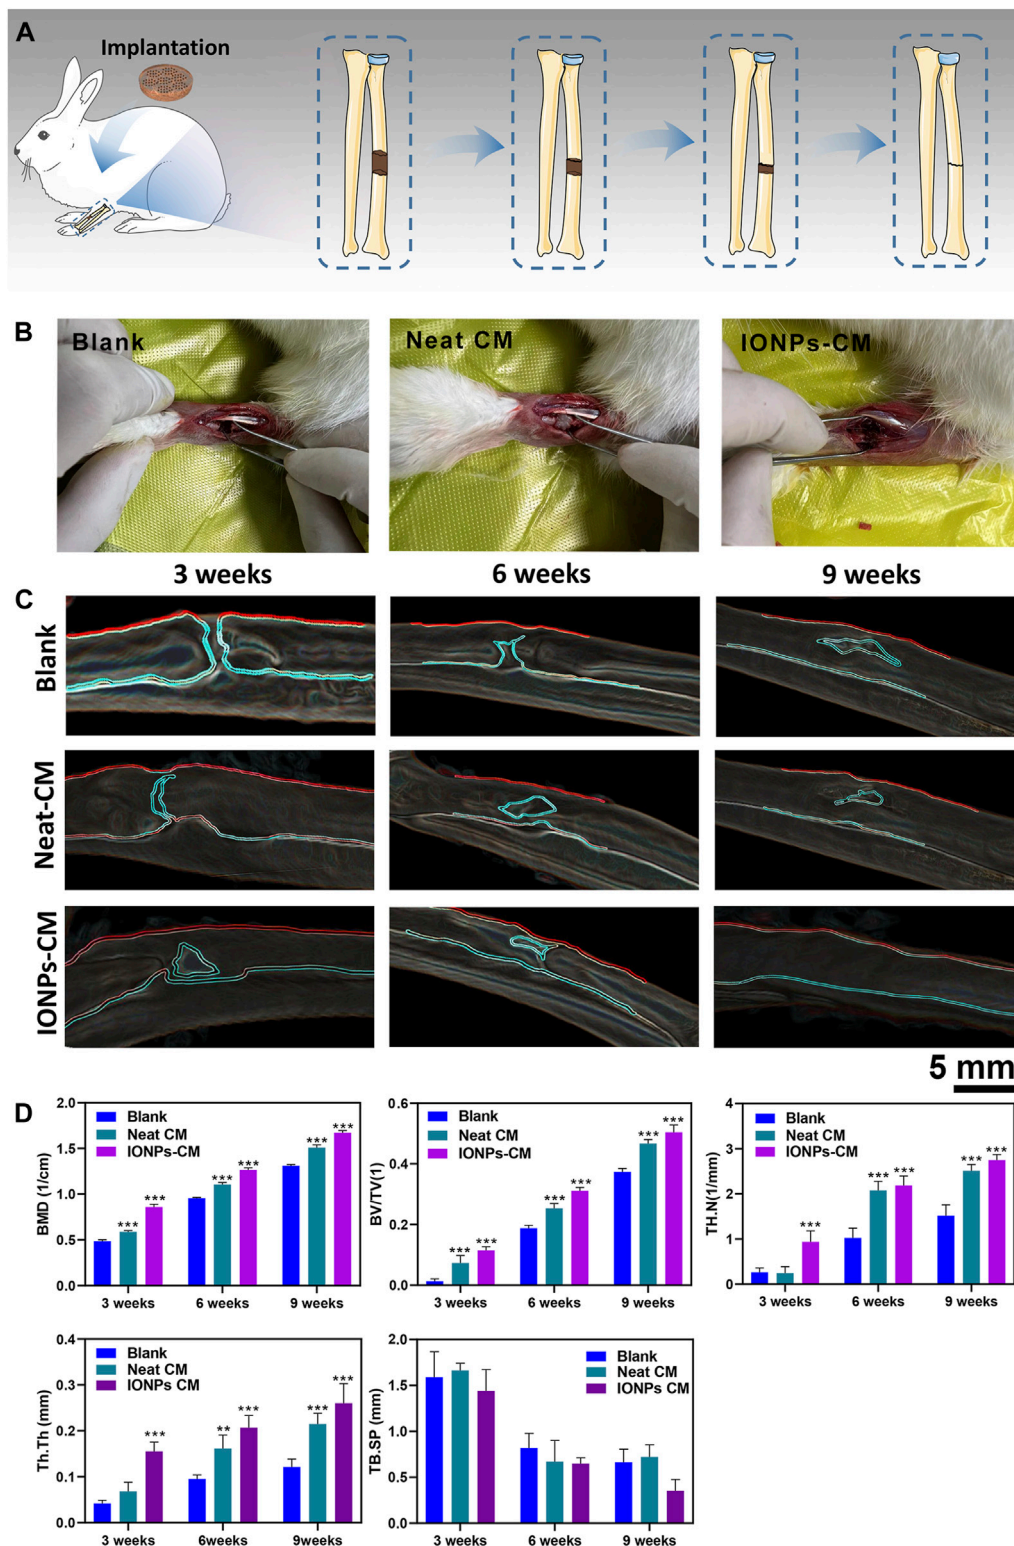 A
Implantation
B
Blank
Neat CM
IONPs-CM
3 weeks
6 weeks
9 weeks
C
Blank
Neat-CM
IONPs-CM
5 mm
D
BMD (1/cm)
2.0
1.5
1.0
0.5
0.0
Blank
Neat CM
IONPs-CM
***
***
***
***
***
***
3 weeks
6 weeks
9 weeks
BV/TV(1)
0.6
0.4
0.2
0.0
Blank
Neat CM
IONPs-CM
***
***
***
***
***
***
3 weeks
6 weeks
9 weeks
TH.N(1/mm)
4
3
2
1
0
Blank
Neat CM
IONPs-CM
***
***
***
***
***
3 weeks
6 weeks
9 weeks
Th.Th (mm)
0.4
0.3
0.2
0.1
0.0
Blank
Neat CM
IONPs CM
***
**
***
***
***
3 weeks
6weeks
9weeks
TB.SP (mm)
2.0
1.5
1.0
0.5
0.0
Blank
Neat CM
IONPs CM
3 weeks
6 weeks
9 weeks